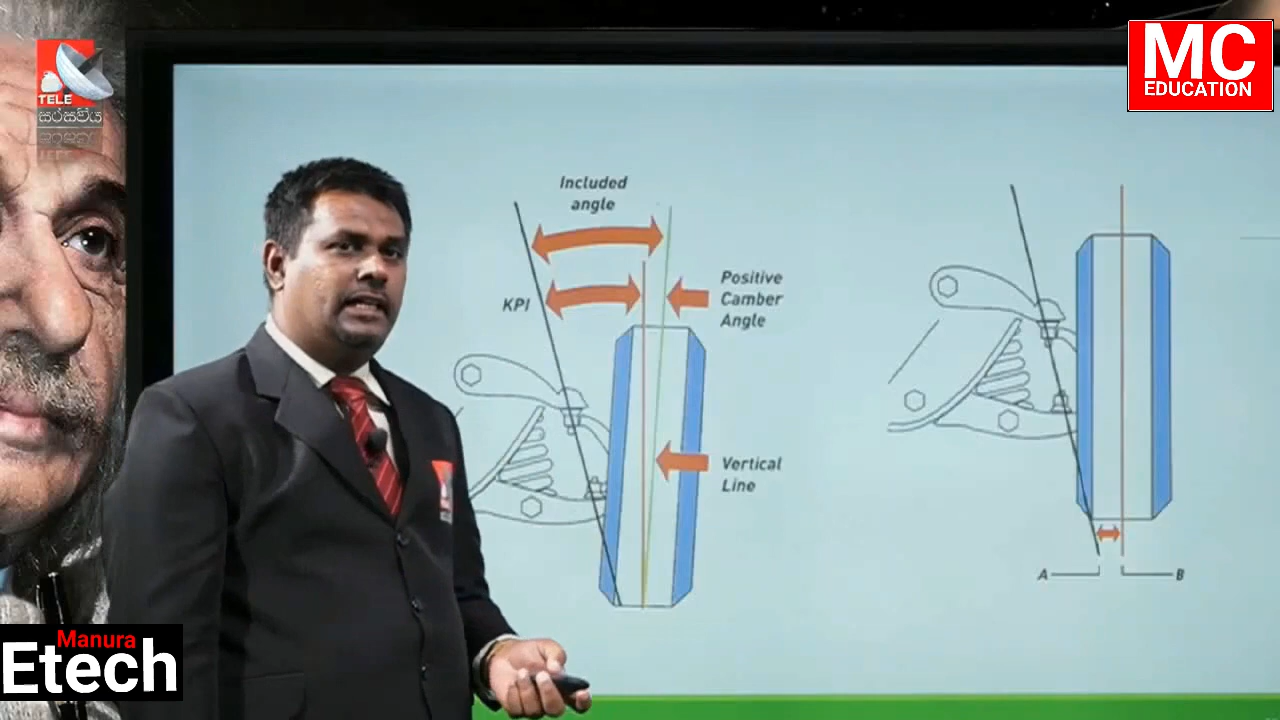 TELE
සරසවිය
MC
EDUCATION
Included
angle
KPI
Positive
Camber
Angle
Vertical
Line
A
B
Manura
Etech